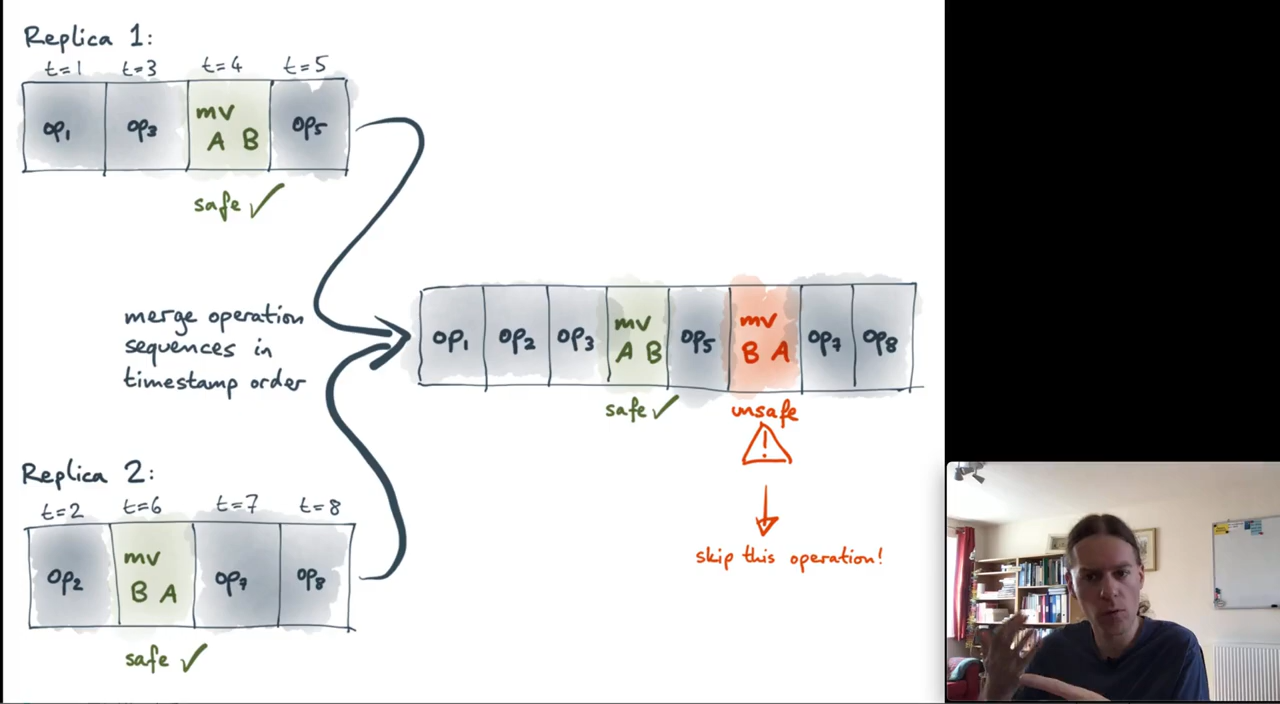 Replica 1:
t=1 t=3 t=4 t=5
op₁ op₃ mv A B op₅
safe ✓
merge operation
sequences in
timestamp order
op₁ op₂ op₃ mv A B op₅ mv B A op₇ op₈
safe ✓ unsafe
!
skip this operation!
Replica 2:
t=2 t=6 t=7 t=8
op₂ mv B A op₇ op₈
safe ✓